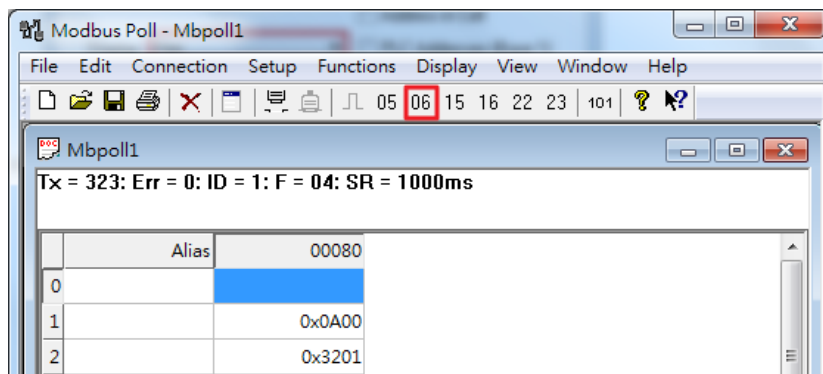 Modbus Poll - Mbpoll1
File Edit Connection Setup Functions Display View Window Help
05 06 15 16 22 23 101
Mbpoll1
Tx = 323: Err = 0: ID = 1: F = 04: SR = 1000ms
Alias 00080
0
1 0x0A00
2 0x3201